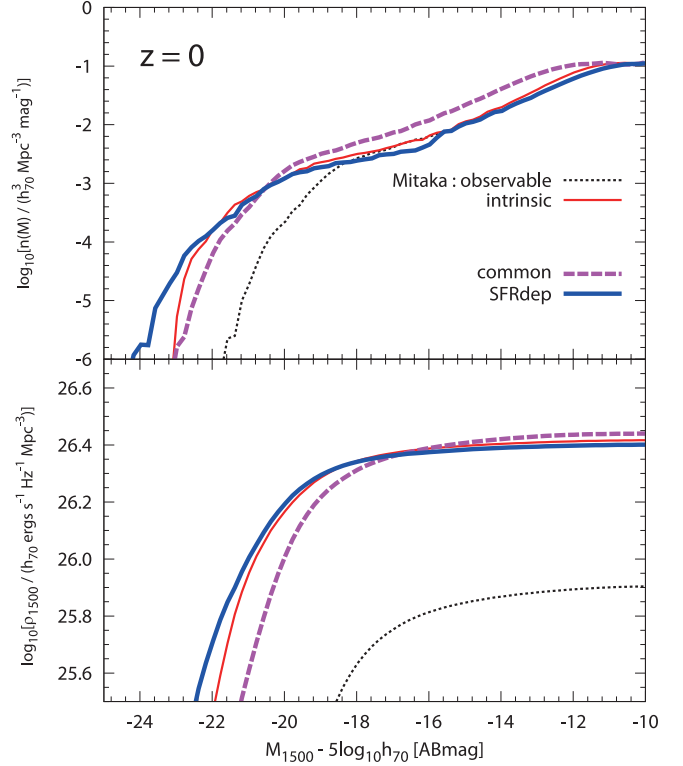 0
z = 0
-1
-2
-3
-4
-5
-6
log₁₀[n(M) / (h³₇₀ Mpc⁻³ mag⁻¹)]
Mitaka : observable
intrinsic
common
SFRdep
26.6
26.4
26.2
26.0
25.8
25.6
log₁₀[ρ₁₅₀₀ / (h₇₀ ergs s⁻¹ Hz⁻¹ Mpc⁻³)]
-24 -22 -20 -18 -16 -14 -12 -10
M₁₅₀₀ - 5log₁₀h₇₀ [ABmag]